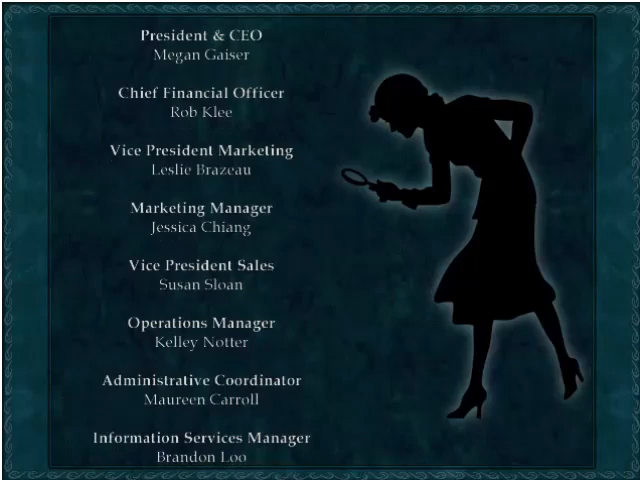 President & CEO
Megan Gaiser
Chief Financial Officer
Rob Klee
Vice President Marketing
Leslie Brazeau
Marketing Manager
Jessica Chiang
Vice President Sales
Susan Sloan
Operations Manager
Kelley Notter
Administrative Coordinator
Maureen Carroll
Information Services Manager
Brandon Loo